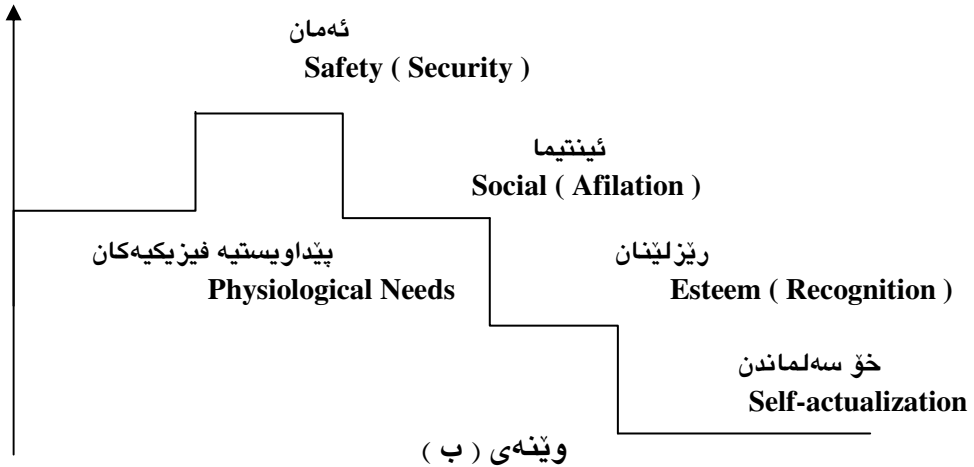 ئەمان
Safety ( Security )
ئینتیما
Social ( Afilation )
پێداویستیە فیزیکیەکان
Physiological Needs
رێزلێنان
Esteem ( Recognition )
خۆ سەلماندن
Self-actualization
وێنەی ( ب )